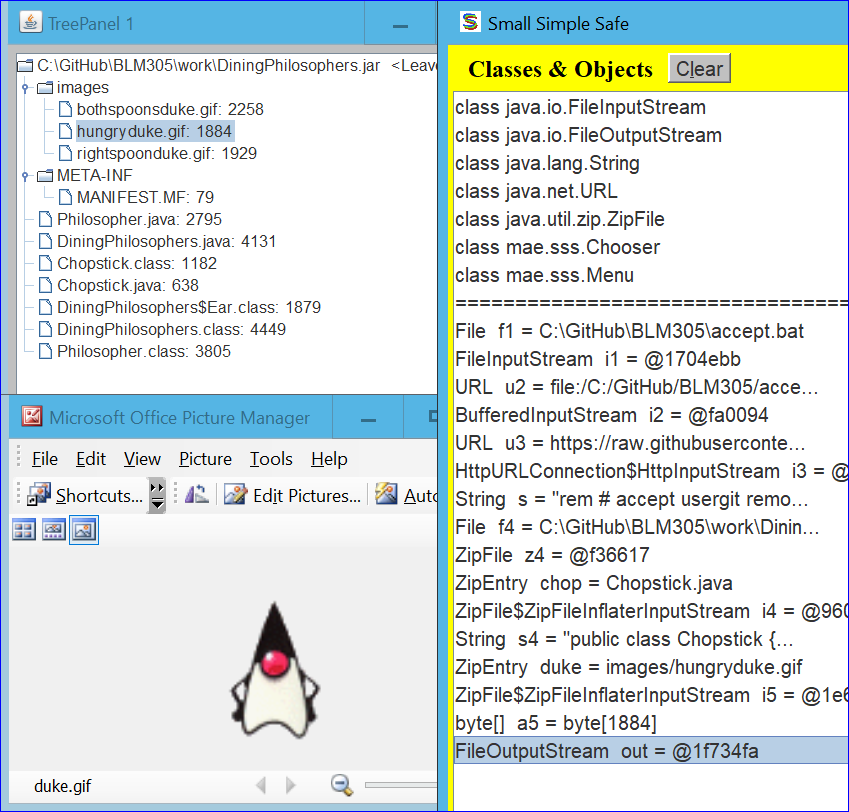 TreePanel 1
C:\GitHub\BLM305\work\DiningPhilosophers.jar <Leave
images
bothspoonsduke.gif: 2258
hungryduke.gif: 1884
rightspoonduke.gif: 1929
META-INF
MANIFEST.MF: 79
Philosopher.java: 2795
DiningPhilosophers.java: 4131
Chopstick.class: 1182
Chopstick.java: 638
DiningPhilosophers$Ear.class: 1879
DiningPhilosophers.class: 4449
Philosopher.class: 3805
Microsoft Office Picture Manager
File Edit View Picture Tools Help
Shortcuts... Edit Pictures... Auto
duke.gif
Small Simple Safe
Classes & Objects Clear
class java.io.FileInputStream
class java.io.FileOutputStream
class java.lang.String
class java.net.URL
class java.util.zip.ZipFile
class mae.sss.Chooser
class mae.sss.Menu
=================================
File f1 = C:\GitHub\BLM305\accept.bat
FileInputStream i1 = @1704ebb
URL u2 = file:/C:/GitHub/BLM305/acce...
BufferedInputStream i2 = @fa0094
URL u3 = https://raw.githubuserconte...
HttpURLConnection$HttpInputStream i3 = @
String s = "rem # accept usergit remo...
File f4 = C:\GitHub\BLM305\work\Dinin...
ZipFile z4 = @f36617
ZipEntry chop = Chopstick.java
ZipFile$ZipFileInflaterInputStream i4 = @960
String s4 = "public class Chopstick {...
ZipEntry duke = images/hungryduke.gif
ZipFile$ZipFileInflaterInputStream i5 = @1e6
byte[] a5 = byte[1884]
FileOutputStream out = @1f734fa